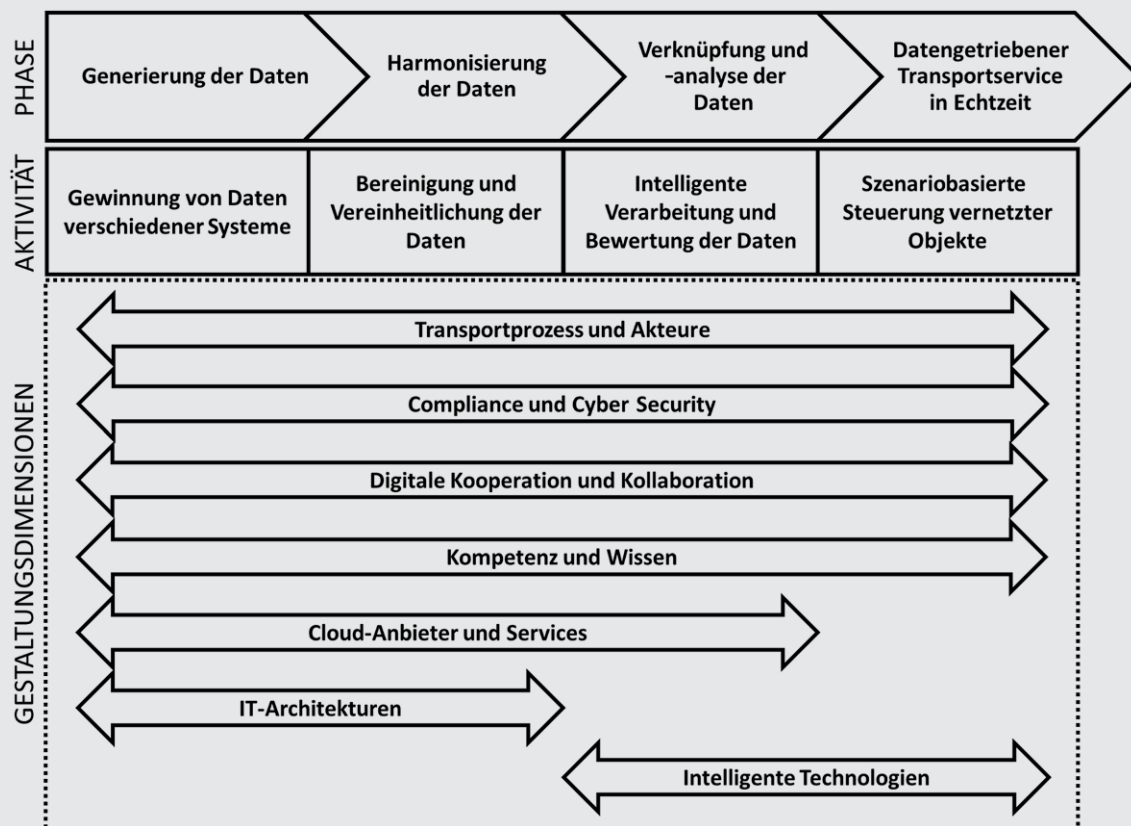 PHASE
Generierung der Daten
Harmonisierung
der Daten
Verknüpfung und
-analyse der
Daten
Datengetriebener
Transportservice
in Echtzeit
AKTIVITÄT
Gewinnung von Daten
verschiedener Systeme
Bereinigung und
Vereinheitlichung der
Daten
Intelligente
Verarbeitung und
Bewertung der Daten
Szenariobasierte
Steuerung vernetzter
Objekte
GESTALTUNGSDIMENSIONEN
Transportprozess und Akteure
Compliance und Cyber Security
Digitale Kooperation und Kollaboration
Kompetenz und Wissen
Cloud-Anbieter und Services
IT-Architekturen
Intelligente Technologien